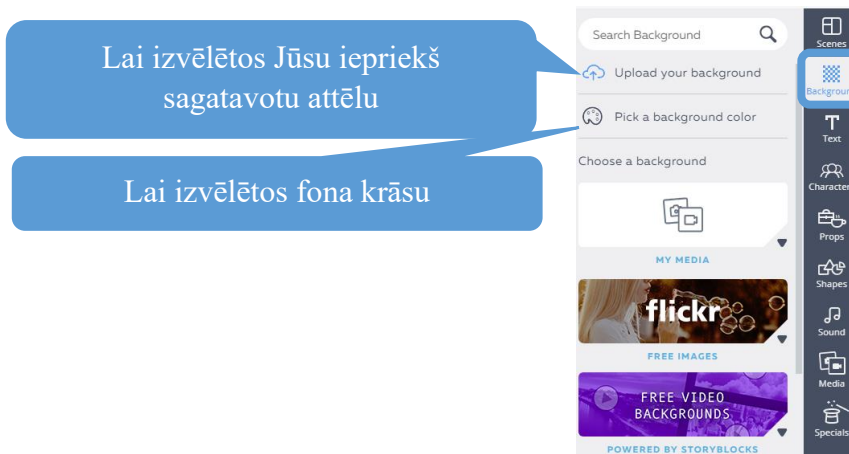 Lai izvēlētos Jūsu iepriekš
sagatavotu attēlu
Lai izvēlētos fona krāsu
Search Background
Upload your background
Pick a background color
Choose a background
MY MEDIA
flickr
FREE IMAGES
FREE VIDEO
BACKGROUNDS
POWERED BY STORYBLOCKS
Scenes
Text
Props
Shapes
Sound
Media
Specials